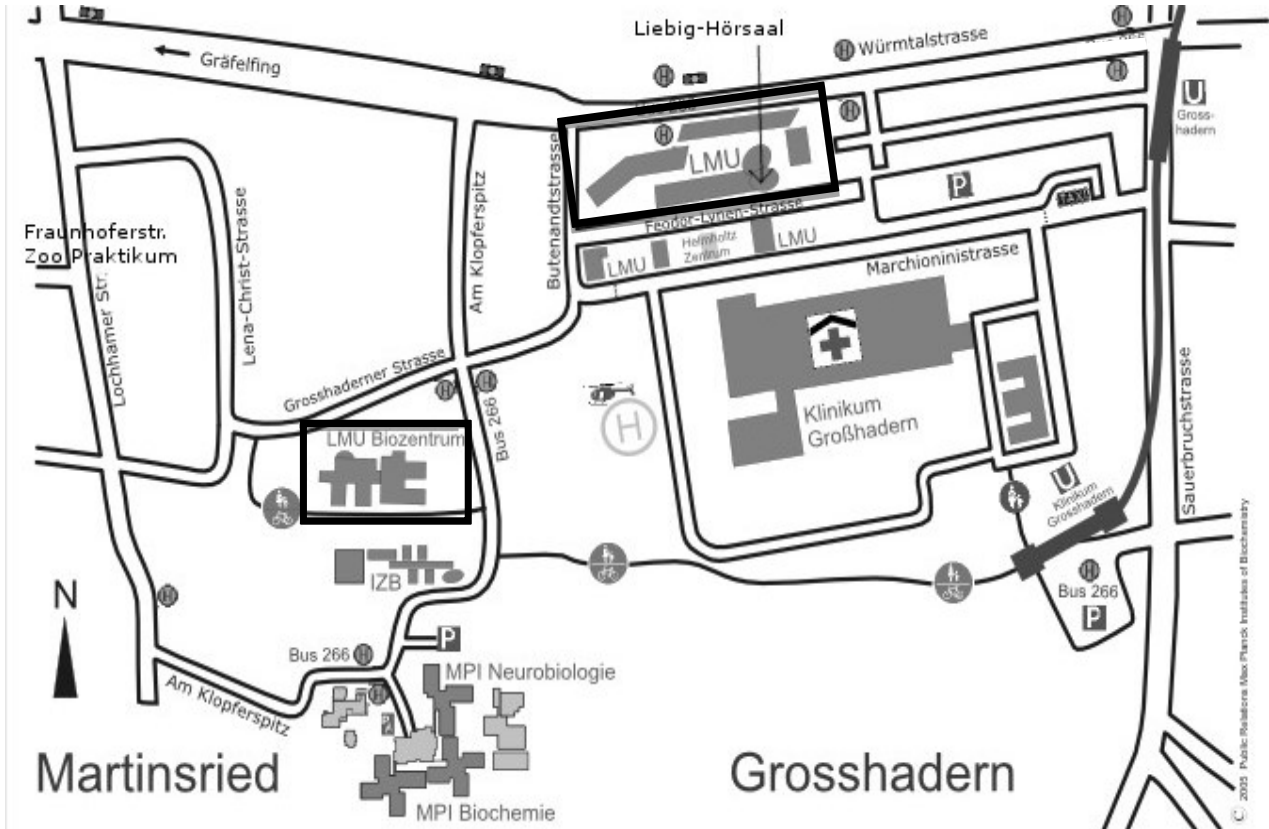 Liebig-Hörsaal
Würmtalstrasse
Gräfelfing
U
Gross-
hadern
LMU
P
Butenandtstrasse
Am Klopferspitz
Lena-Christ-Strasse
Feodor-Lynen-Strasse
TAXI
Fraunhoferstr.
Zoo Praktikum
Helmholtz
Zentrum
LMU
LMU
Marchioninistrasse
Lochhamer Str.
Grosshaderner Strasse
Sauerbruchstrasse
H
Klinikum
Großhadern
LMU Biozentrum
Bus 266
U
Klinikum
Grosshadern
IZB
Bus 266
P
N
Bus 266
P
MPI Neurobiologie
Am Klopferspitz
P
Martinsried
Grosshadern
MPI Biochemie
© 2005 Public Relations Max Planck Institutes of Biochemistry